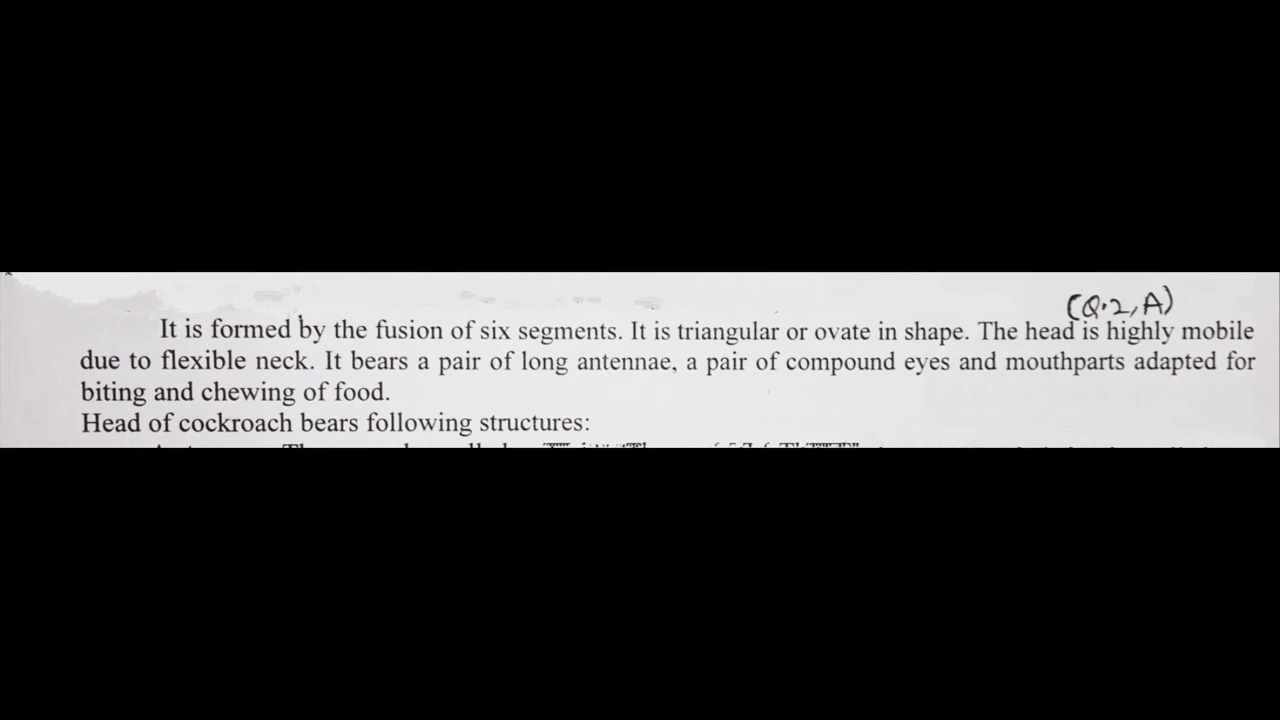 (Q.2, A)
It is formed by the fusion of six segments. It is triangular or ovate in shape. The head is highly mobile
due to flexible neck. It bears a pair of long antennae, a pair of compound eyes and mouthparts adapted for
biting and chewing of food.
Head of cockroach bears following structures: